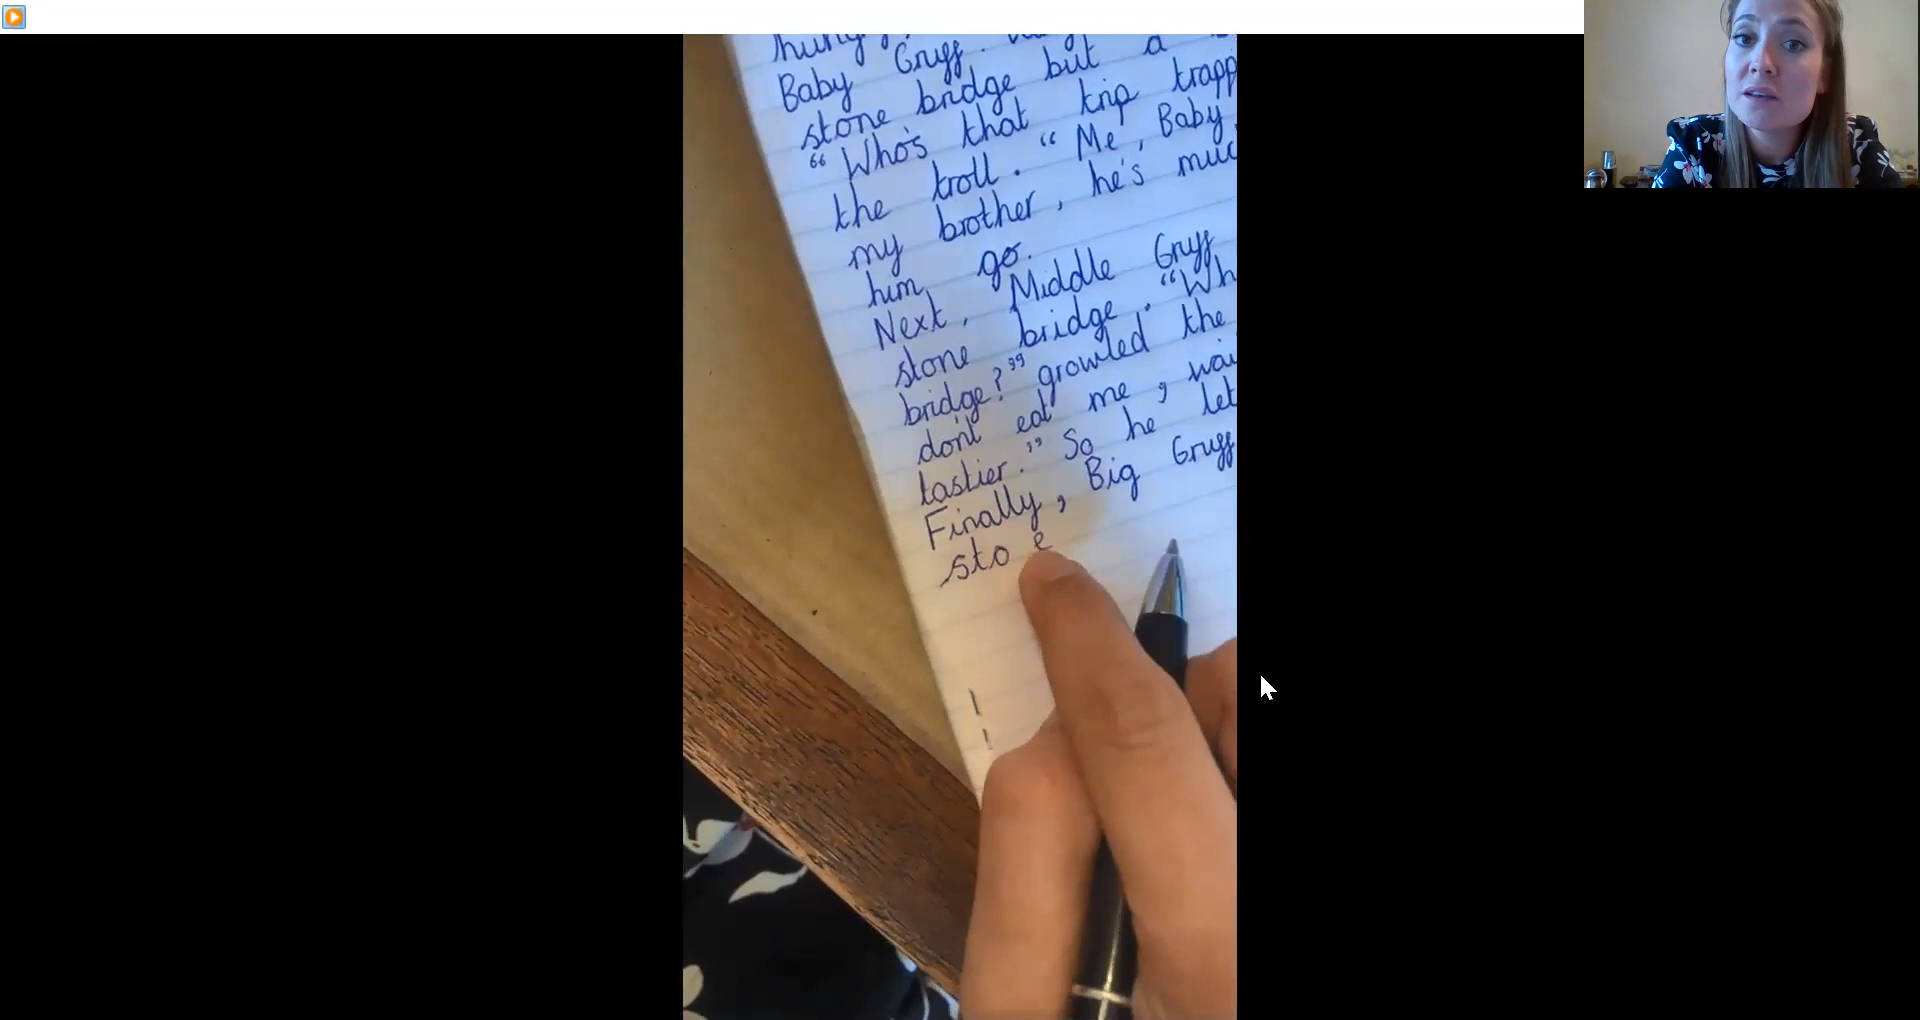 Baby Gruff.
stone bridge but a
"Who's that trip trapp
the troll. "Me, Baby
my brother, he's muc
him go.
Next, Middle Gruff
stone bridge. "Wh
bridge?" growled the
don't eat me, wai
tastier." So he let
Finally, Big Gruff
sto e